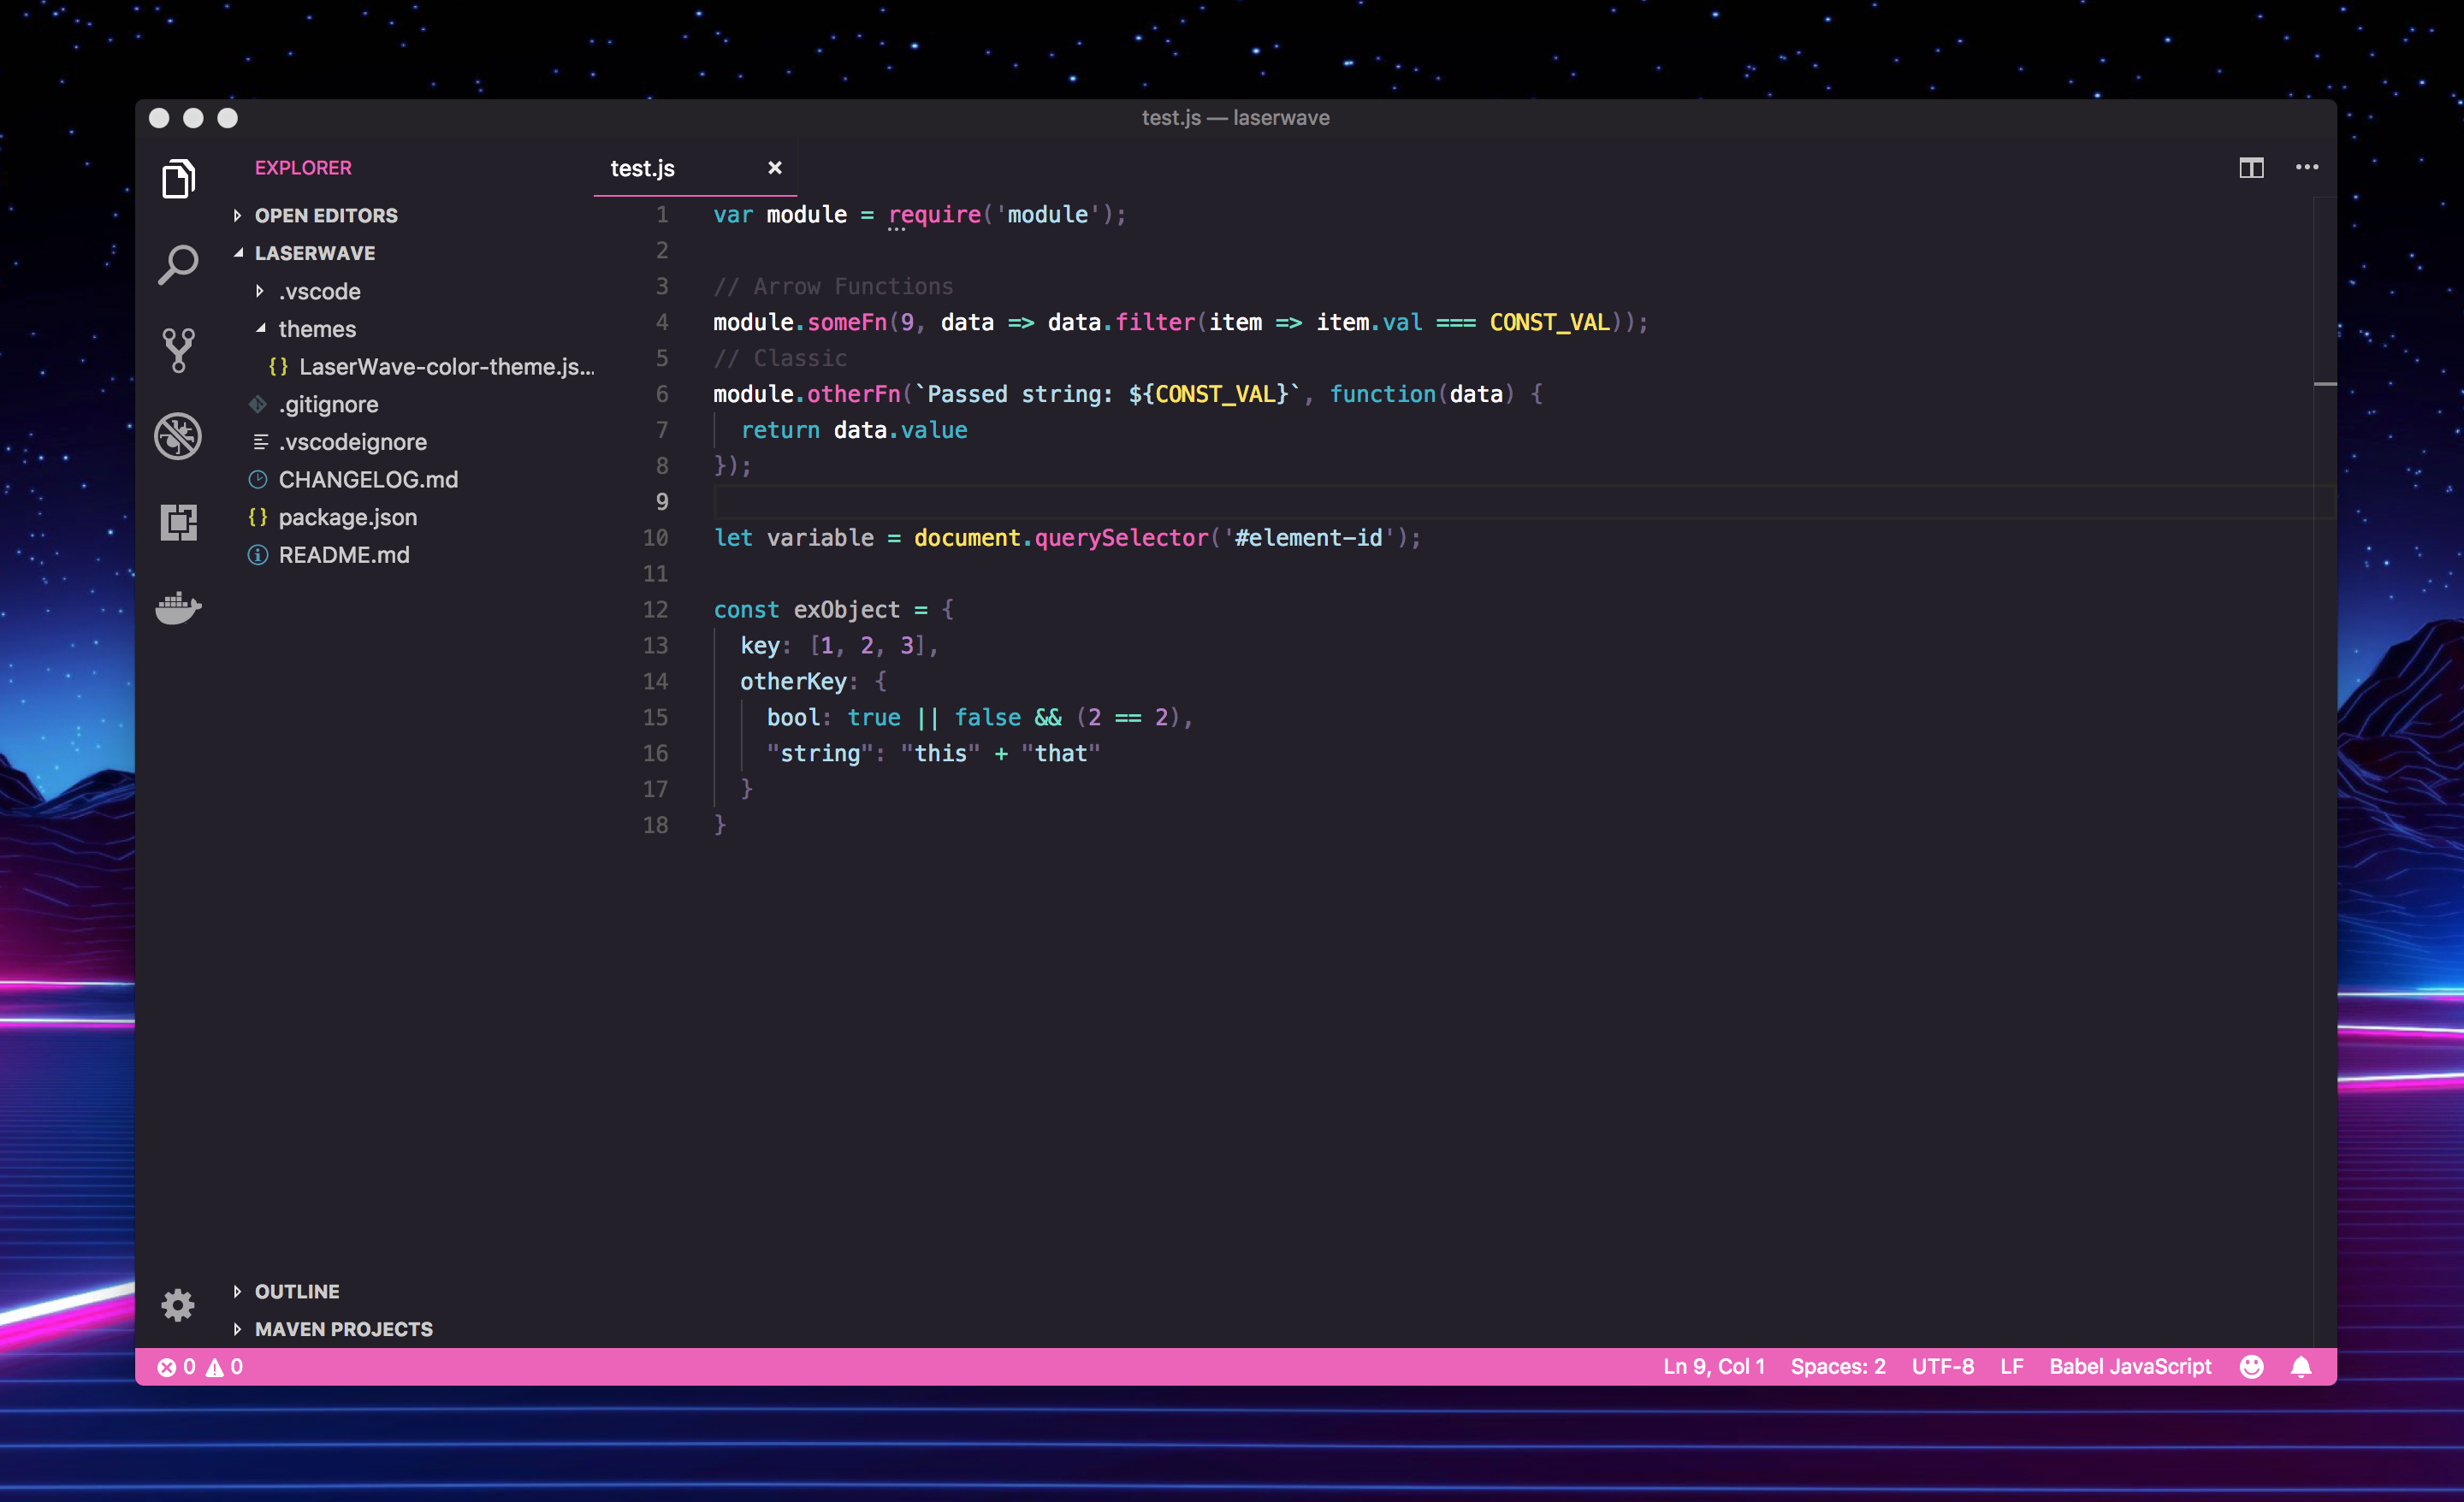 test.js — laserwave
EXPLORER
OPEN EDITORS
LASERWAVE
.vscode
themes
{} LaserWave-color-theme.js...
.gitignore
.vscodeignore
CHANGELOG.md
{} package.json
README.md
OUTLINE
MAVEN PROJECTS
test.js
1 var module = require('module');
2
3 // Arrow Functions
4 module.someFn(9, data => data.filter(item => item.val === CONST_VAL));
5 // Classic
6 module.otherFn(`Passed string: ${CONST_VAL}`, function(data) {
7   return data.value
8 });
9
10 let variable = document.querySelector('#element-id');
11
12 const exObject = {
13   key: [1, 2, 3],
14   otherKey: {
15     bool: true || false && (2 == 2),
16     "string": "this" + "that"
17   }
18 }
0 0 Ln 9, Col 1 Spaces: 2 UTF-8 LF Babel JavaScript